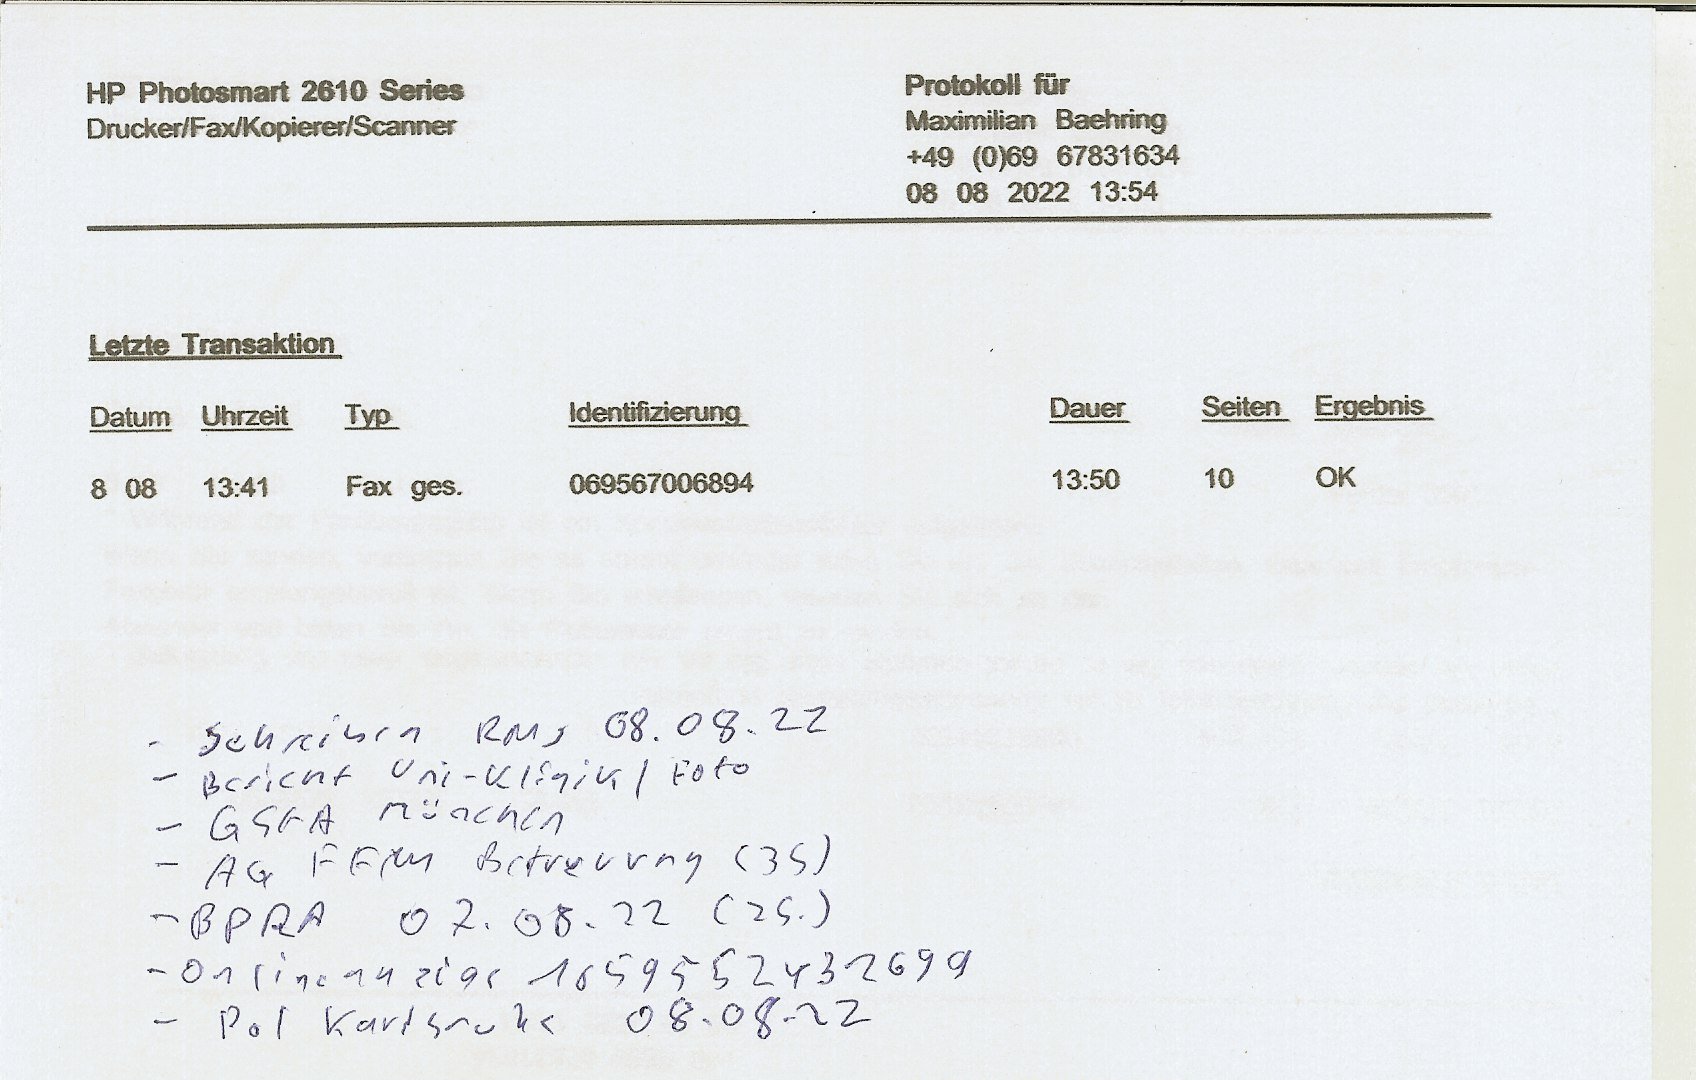 HP Photosmart 2610 Series
Drucker/Fax/Kopierer/Scanner
Protokoll für
Maximilian Baehring
+49 (0)69 67831634
08 08 2022 13:54
Letzte Transaktion
Datum Uhrzeit Typ Identifizierung Dauer Seiten Ergebnis
8 08 13:41 Fax ges. 069567006894 13:50 10 OK
- Schreiben RMs 08.08.22
- Bericht Uni-Klinik / Foto
- GStA München
- AG FFM Betreuung (3S)
- BPRA 07.08.22 (2S.)
- Onlineanzeige 1659552432699
- Pol Karlsruhe 08.08.22